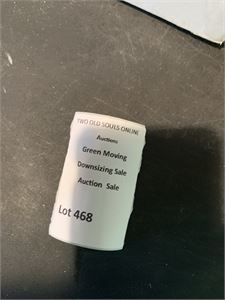 TWO OLD SOULS ONLINE
Auctions
Green Moving
Downsizing Sale
Auction Sale
Lot 468